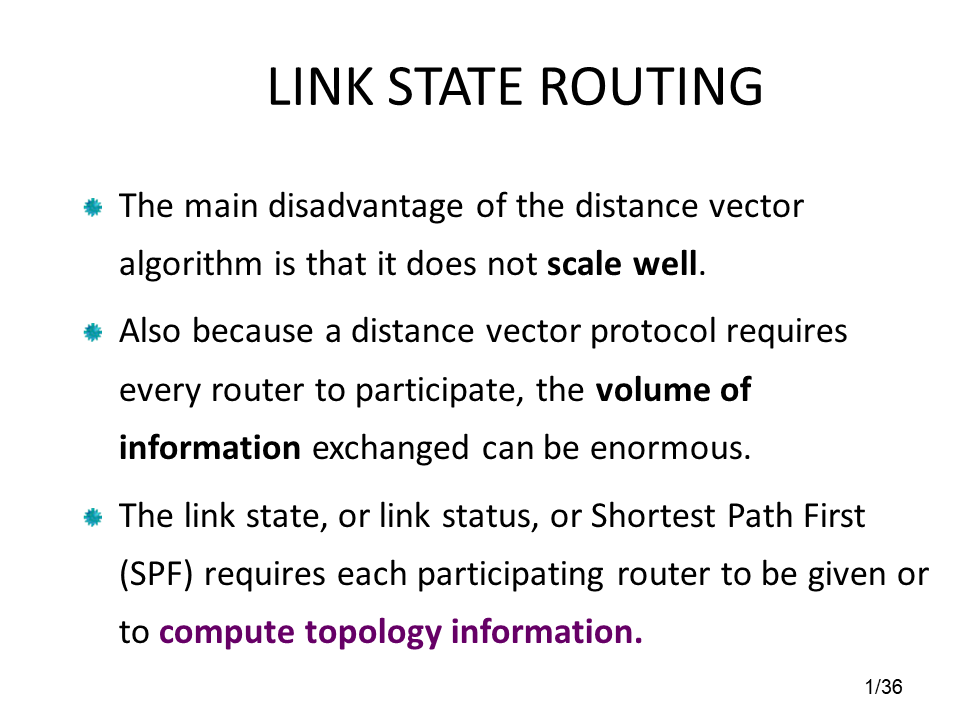 LINK STATE ROUTING
The main disadvantage of the distance vector
algorithm is that it does not scale well.
Also because a distance vector protocol requires
every router to participate, the volume of
information exchanged can be enormous.
The link state, or link status, or Shortest Path First
(SPF) requires each participating router to be given or
to compute topology information.
1/36